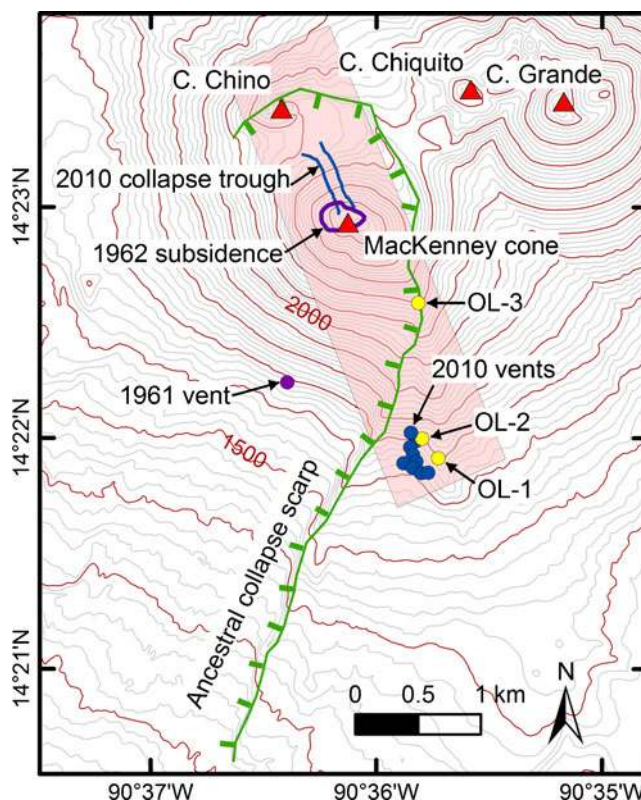 C. Chiquito
C. Chino
C. Grande
14°23'N
2010 collapse trough
1962 subsidence
MacKenney cone
2000
OL-3
2010 vents
1961 vent
OL-2
14°22'N
1500
OL-1
Ancestral collapse scarp
14°21'N
N
0 0.5 1 km
90°37'W 90°36'W 90°35'W